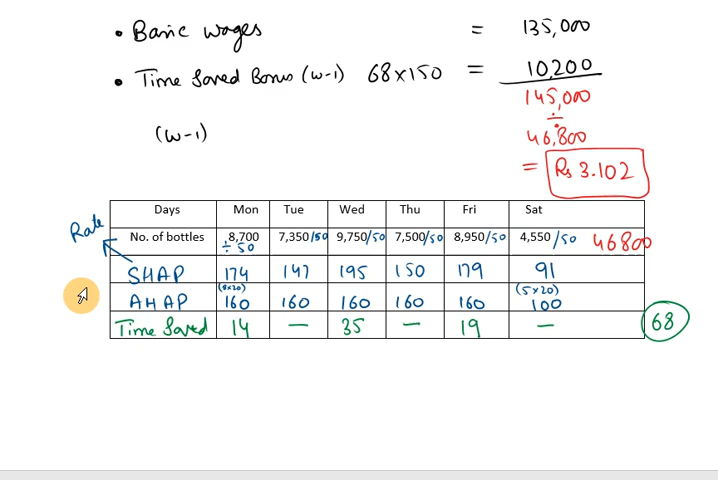 • Basic wages = 135,000
• Time Saved Bonus (W-1) 68x150 = 10,200
145,000
÷
(W-1) 46,800
= Rs 3.102
Rate
Days Mon Tue Wed Thu Fri Sat
No. of bottles 8,700 7,350/50 9,750/50 7,500/50 8,950/50 4,550/50 46800
÷ 50
SHAP 174 147 195 150 179 91
(8x20) (5x20)
AHAP 160 160 160 160 160 100
Time Saved 14 — 35 — 19 — 68